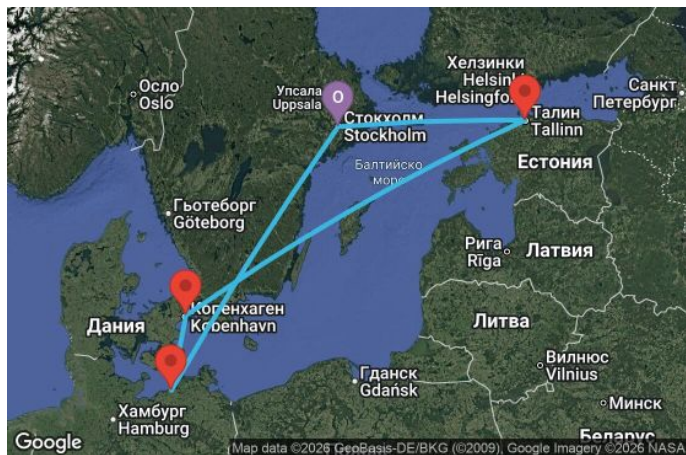 Осло
Oslo
Упсала
Uppsala
O
Стокхолм
Stockholm
Хелзинки
Helsinki
Helsingfo
Санкт
Петербург
Талин
Tallinn
Естония
Балтийско
море
Гьотеборг
Göteborg
Рига
Rīga
Латвия
Копенхаген
København
Дания
Литва
Вилнюс
Vilnius
Гданск
Gdańsk
Хамбург
Hamburg
Минск
Беларус
Google
Map data ©2026 GeoBasis-DE/BKG (©2009), Google Imagery ©2026 NASA